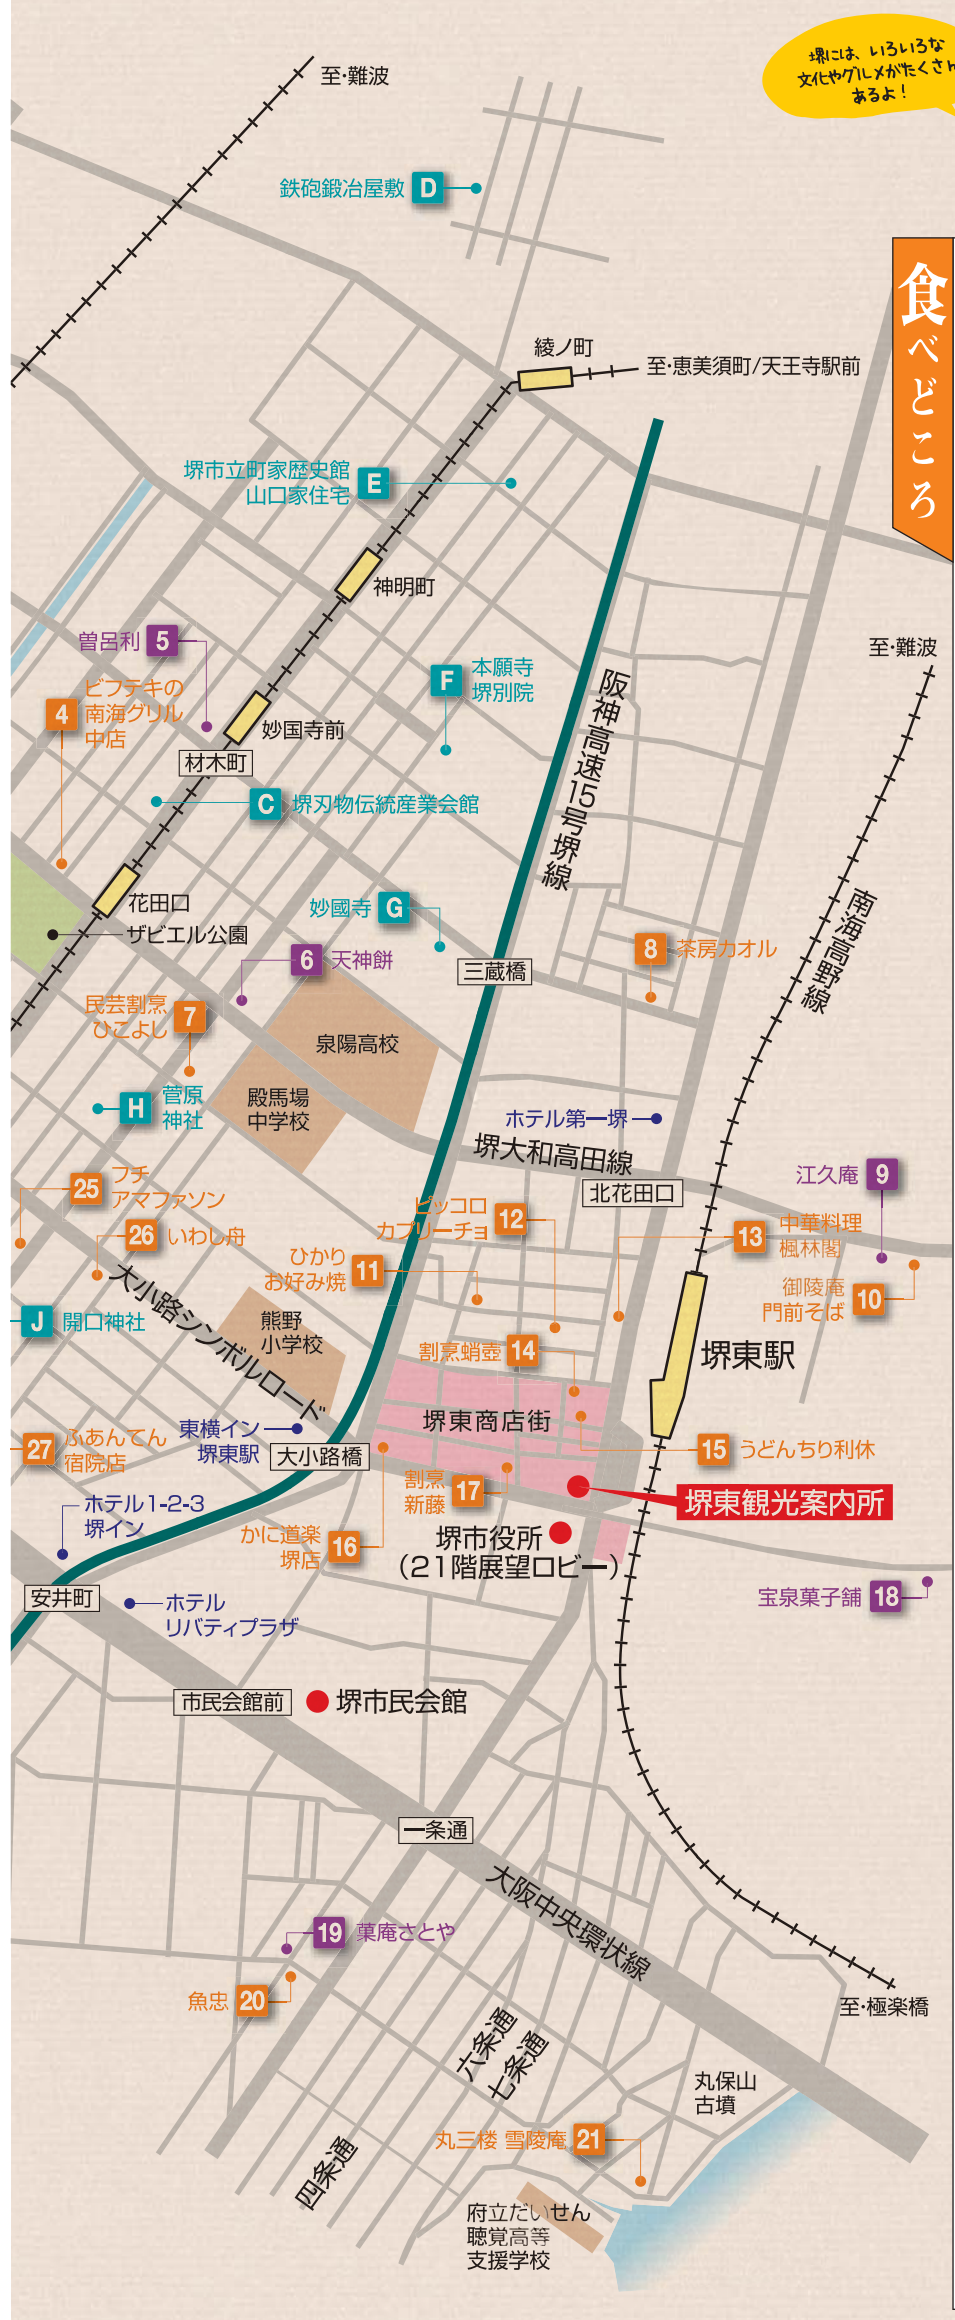 至・難波
堺には、いろいろな
文化やグルメがたくさん
あるよ！
鉄砲鍛冶屋敷 D
食べどころ
綾ノ町
至・恵美須町/天王寺駅前
堺市立町家歴史館
山口家住宅
E
神明町
曽呂利 5
本願寺
堺別院
F
至・難波
ビフテキの
南海グリル
中店
4
妙国寺前
材木町
阪神高速15号堺線
C 堺刃物伝統産業会館
花田口
ザビエル公園
妙國寺 G
南海高野線
8 茶房カオル
6 天神餅
三蔵橋
民芸割烹
ひこよし
7
泉陽高校
殿馬場
中学校
H 菅原
神社
ホテル第一堺
堺大和高田線
北花田口
江久庵 9
25 フチ
アマファソン
ピッコロ
カプリーチョ
12
26 いわし舟
13 中華料理
楓林閣
ひかり
お好み焼
11
御陵庵
門前そば
10
大小路シンボルロード
J 開口神社
熊野
小学校
割烹蛸壺 14
堺東駅
堺東商店街
東横イン
堺東駅
大小路橋
27 ふあんてん
宿院店
15 うどんちり利休
割烹
新藤
17
堺東観光案内所
ホテル1-2-3
堺イン
かに道楽
堺店
16
堺市役所
(21階展望ロビー)
安井町
ホテル
リバティプラザ
宝泉菓子舗 18
市民会館前
堺市民会館
一条通
大阪中央環状線
19 菓庵さとや
魚忠 20
至・極楽橋
六条通
七条通
丸保山
古墳
丸三楼 雪陵庵 21
四条通
府立だいせん
聴覚高等
支援学校